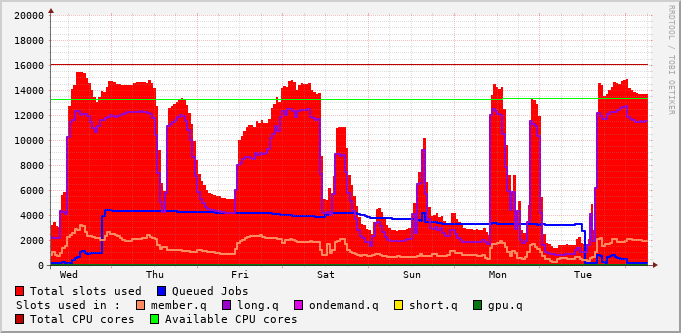 20000
18000
16000
14000
12000
10000
8000
6000
4000
2000
0
Wed Thu Fri Sat Sun Mon Tue
RRDTOOL / TOBI OETIKER
Total slots used Queued Jobs
Slots used in : member.q long.q ondemand.q short.q gpu.q
Total CPU cores Available CPU cores